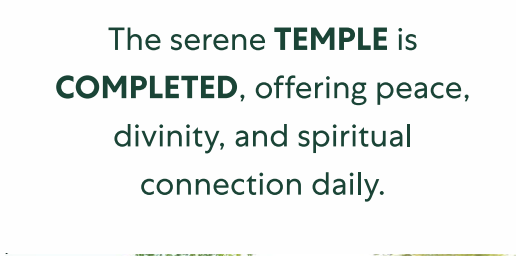 The serene TEMPLE is
COMPLETED, offering peace,
divinity, and spiritual
connection daily.